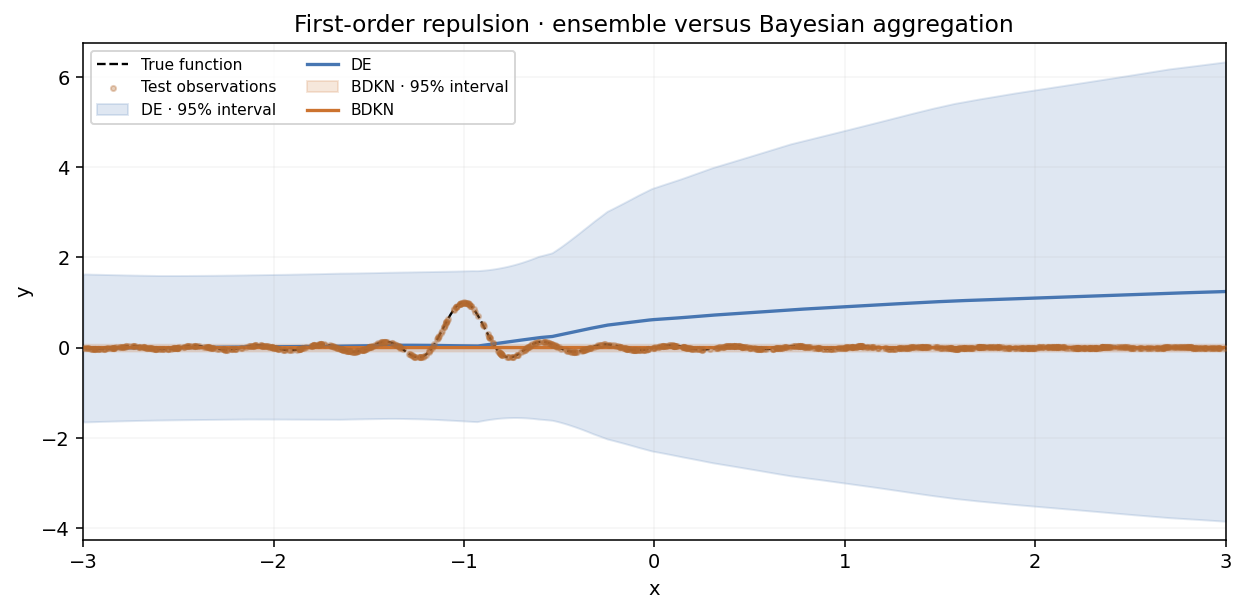 First-order repulsion · ensemble versus Bayesian aggregation
True function
Test observations
DE · 95% interval
DE
BDKN · 95% interval
BDKN
y
6
4
2
0
−2
−4
−3
−2
−1
0
1
2
3
x